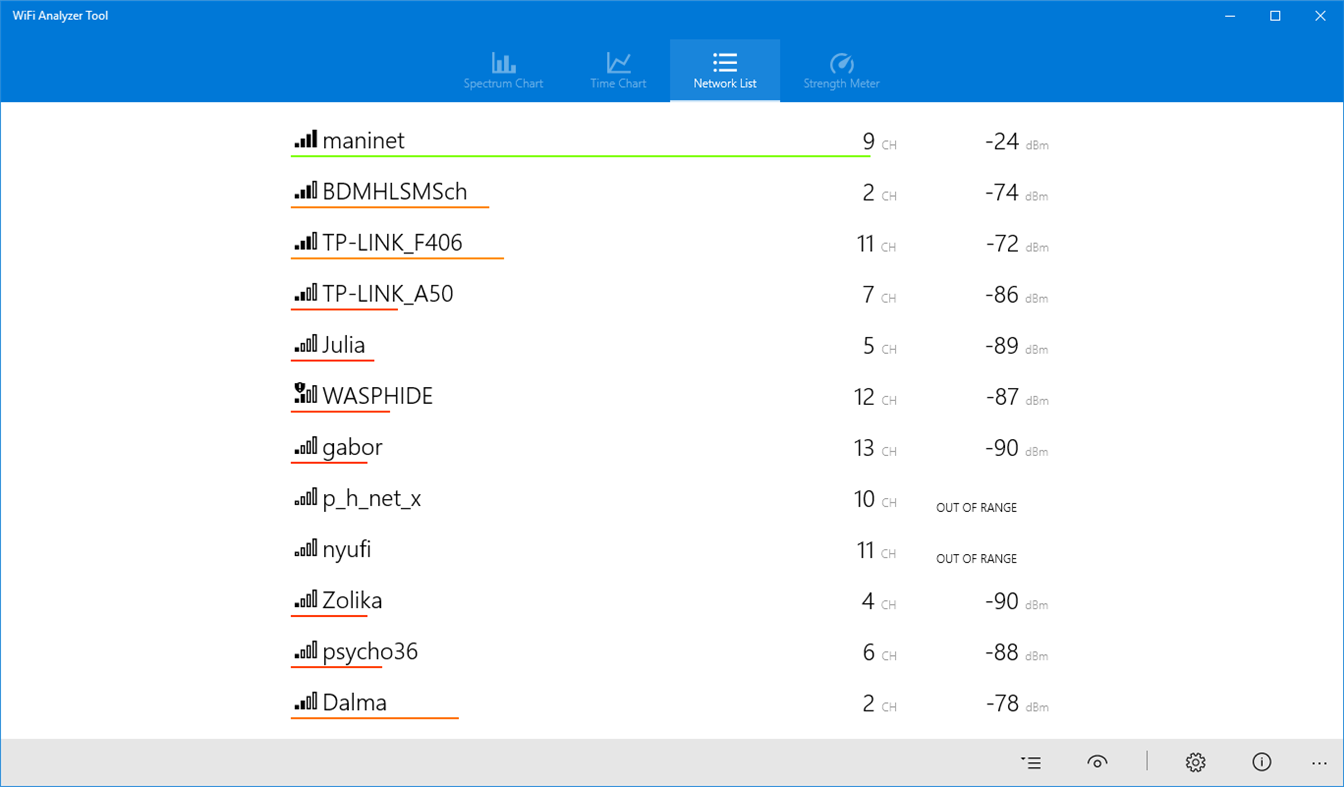 WiFi Analyzer Tool
Spectrum Chart Time Chart Network List Strength Meter
maninet 9 CH -24 dBm
BDMHLSMSch 2 CH -74 dBm
TP-LINK_F406 11 CH -72 dBm
TP-LINK_A50 7 CH -86 dBm
Julia 5 CH -89 dBm
WASPHIDE 12 CH -87 dBm
gabor 13 CH -90 dBm
p_h_net_x 10 CH OUT OF RANGE
nyufi 11 CH OUT OF RANGE
Zolika 4 CH -90 dBm
psycho36 6 CH -88 dBm
Dalma 2 CH -78 dBm